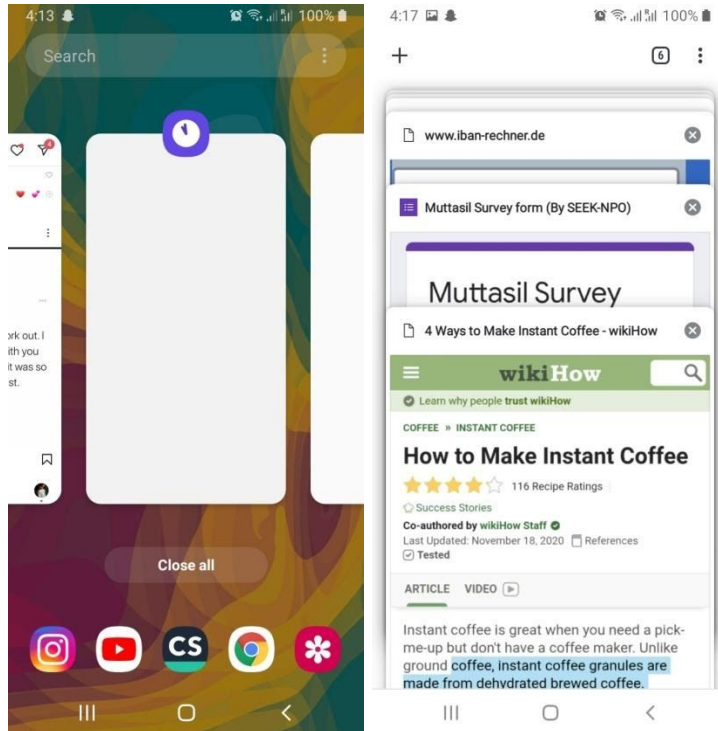 4:13
100%
Search
4
ork out. I
ith you
it was so
st.
Close all
CS
4:17
100%
6
www.iban-rechner.de
Muttasil Survey form (By SEEK-NPO)
Muttasil Survey
4 Ways to Make Instant Coffee - wikiHow
wikiHow
Learn why people trust wikiHow
COFFEE » INSTANT COFFEE
How to Make Instant Coffee
116 Recipe Ratings
Success Stories
Co-authored by wikiHow Staff
Last Updated: November 18, 2020 References
Tested
ARTICLE VIDEO
Instant coffee is great when you need a pick-
me-up but don't have a coffee maker. Unlike
ground coffee, instant coffee granules are
made from dehydrated brewed coffee.